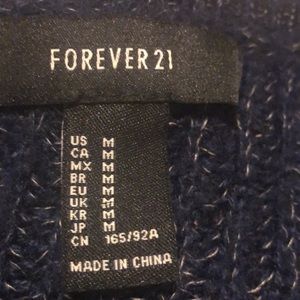 FOREVER 21
US M
CA M
MX M
BR M
EU M
UK M
KR M
JP M
CN 165/92A
MADE IN CHINA